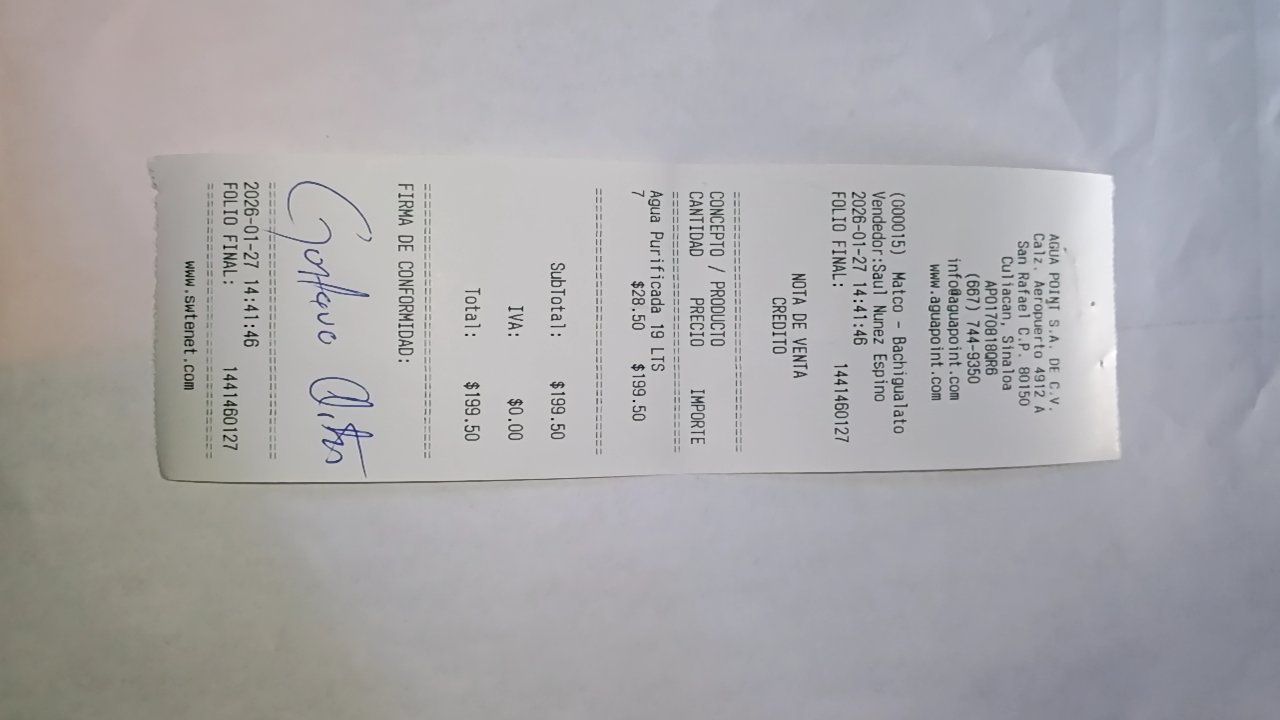 AGUA POINT S.A. DE C.V.
Calz. Aeropuerto 4912 A
San Rafael C.P. 80150
Culiacan, Sinaloa
APO170818QR6
(667) 744-9350
info@aguapoint.com
www.aguapoint.com
(000015) Matco - Bachigualato
Vendedor:Saul Nunez Espino
2026-01-27 14:41:46
FOLIO FINAL: 1441460127
NOTA DE VENTA
CREDITO
CONCEPTO / PRODUCTO
CANTIDAD PRECIO IMPORTE
Agua Purificada 19 LTS
7 $28.50 $199.50
SubTotal: $199.50
IVA: $0.00
Total: $199.50
FIRMA DE CONFORMIDAD:
2026-01-27 14:41:46
FOLIO FINAL: 1441460127
www.swtenet.com